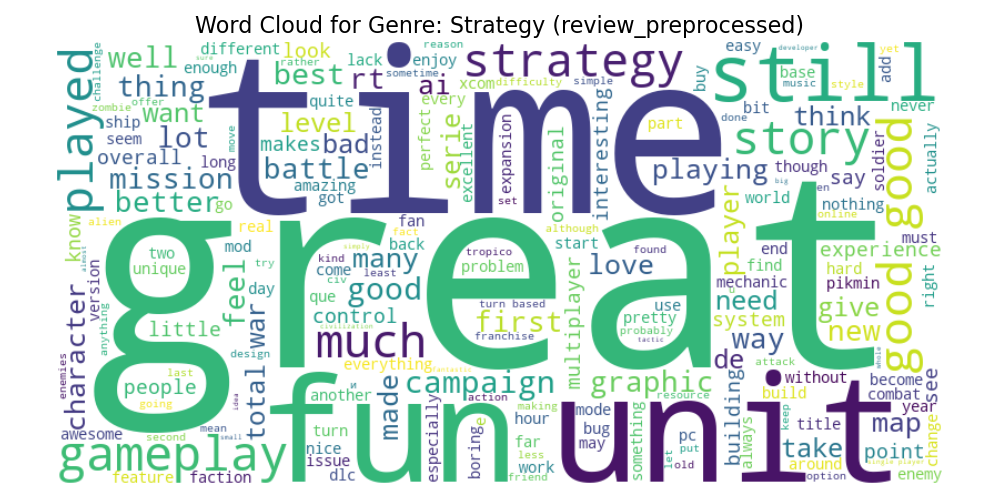 Word Cloud for Genre: Strategy (review_preprocessed)
challenge
well
different
look
lack
enjoy
reason
rather
sure
strategy
easy
developer
yet
enough
best
rt
ai
sometime
xcom
difficulty
simple
buy
still
base
music
style
add
thing
zombie
offer
want
time
quite
every
played
ship
lot
level
makes
bad
instead
perfect
serie
excellent
expansion
set
original
interesting
part
done
bit
think
never
seem
move
battle
playing
though
say
soldier
good good
actually
overall
long
mission
amazing
got
story
better
go
big
en
nothing
world
online
know
alien
real
fan
fact
although
start
player
must
great
two
unique
mod
try
day
feel
many
back
simply
kind
come
least
tropico
problem
found
love
end
find
mechanic
experience
hard
pikmin
right
version
almost
anything
civ
que
good
turn based
use
need
give
little
control
first
franchise
pretty
probably
tactic
system
new
character
design
war
total
civilization
much
everything
fantastic
multiplayer
way
de
attack
whole
enemies
people
last
going
idea
made
another
campaign
action
graphic
resource
building
build
without
become
combat
see
fun
и
making
hour
something
mode
bug
may
unit
keep
year
title
map
change
awesome
second
mean
small
turn
nice
issue
especially
boring
e
far
less
work
friend
pc
put
let
old
always
take
around
point
single player
gameplay
feature
faction
dlc
option
enemy